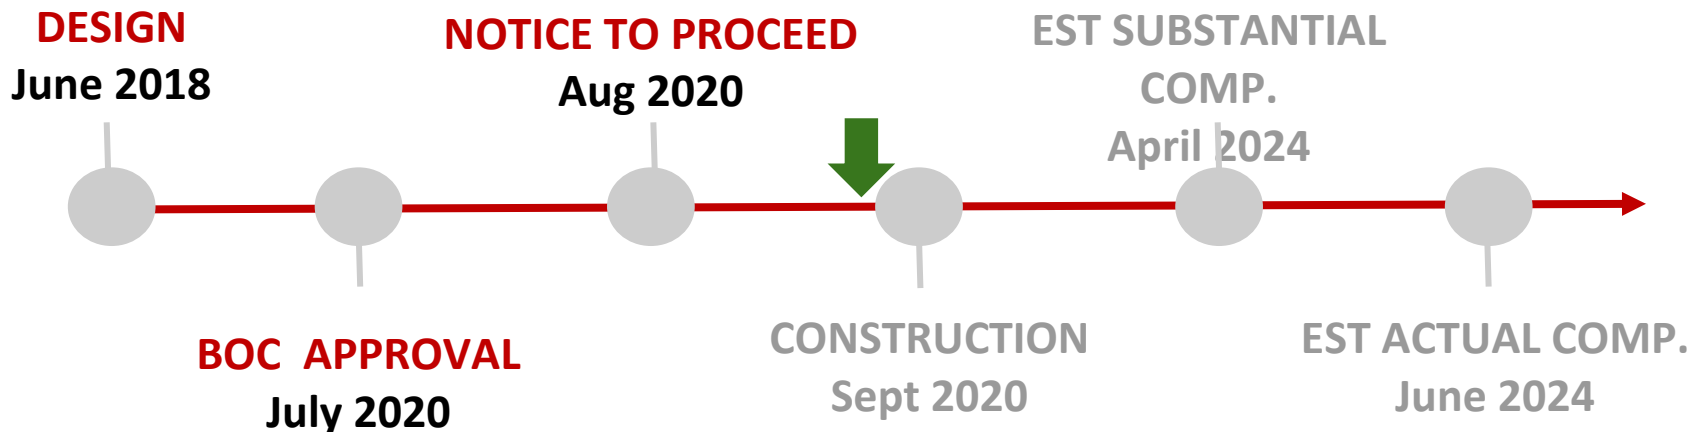 DESIGN
June 2018
NOTICE TO PROCEED
Aug 2020
EST SUBSTANTIAL
COMP.
April 2024
BOC  APPROVAL
July 2020
CONSTRUCTION
Sept 2020
EST ACTUAL COMP.
June 2024